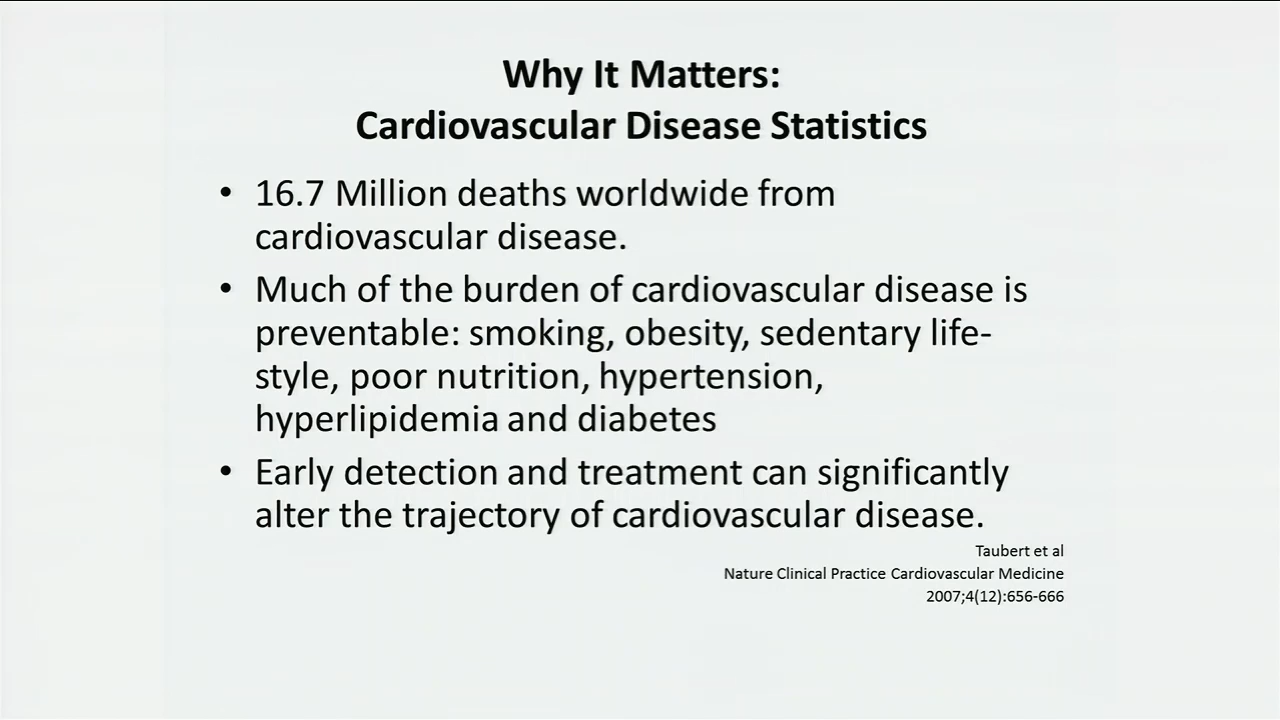 Why It Matters:
Cardiovascular Disease Statistics
• 16.7 Million deaths worldwide from
cardiovascular disease.
• Much of the burden of cardiovascular disease is
preventable: smoking, obesity, sedentary life-
style, poor nutrition, hypertension,
hyperlipidemia and diabetes
• Early detection and treatment can significantly
alter the trajectory of cardiovascular disease.
Taubert et al
Nature Clinical Practice Cardiovascular Medicine
2007;4(12):656-666